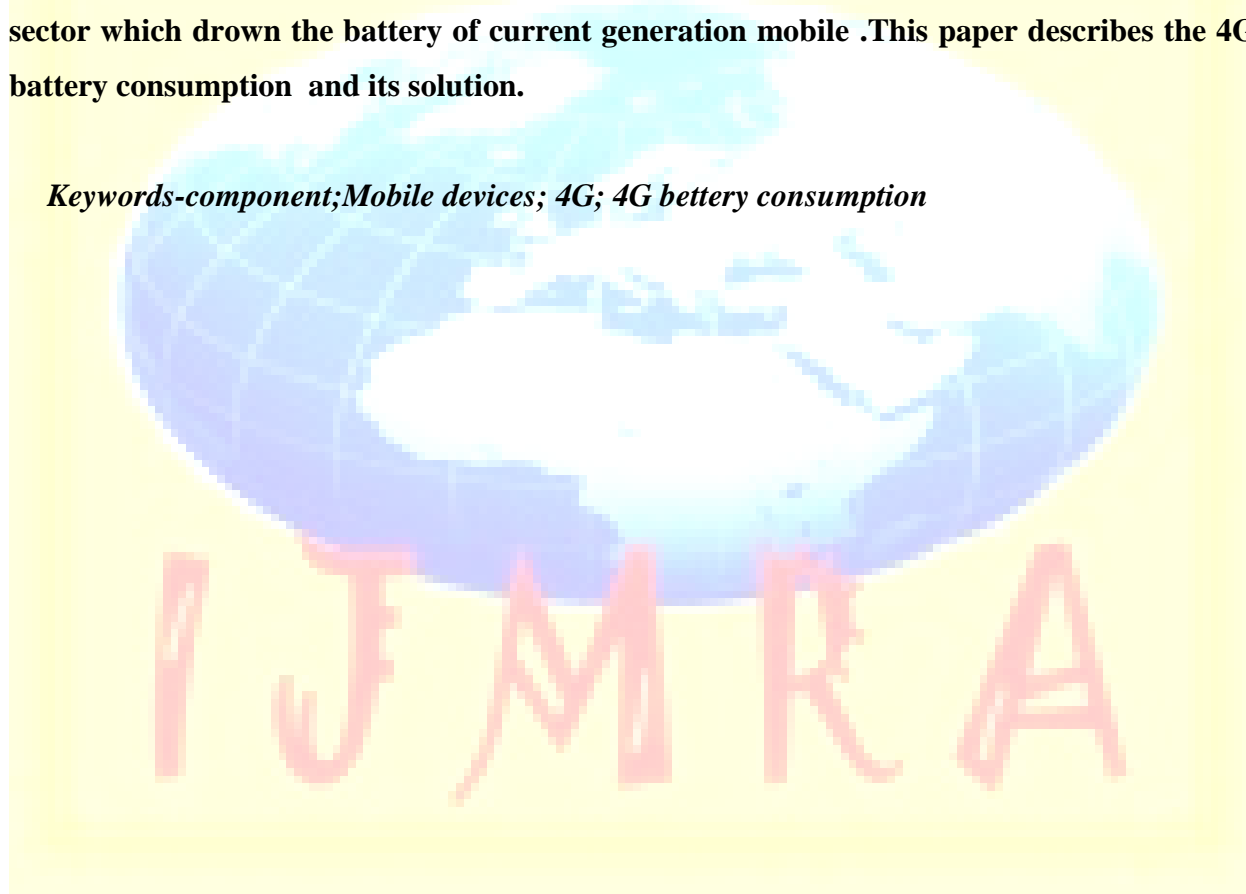 sector which drown the battery of current generation mobile .This paper describes the 4G
battery consumption and its solution.
Keywords-component;Mobile devices; 4G; 4G bettery consumption
IJMRA